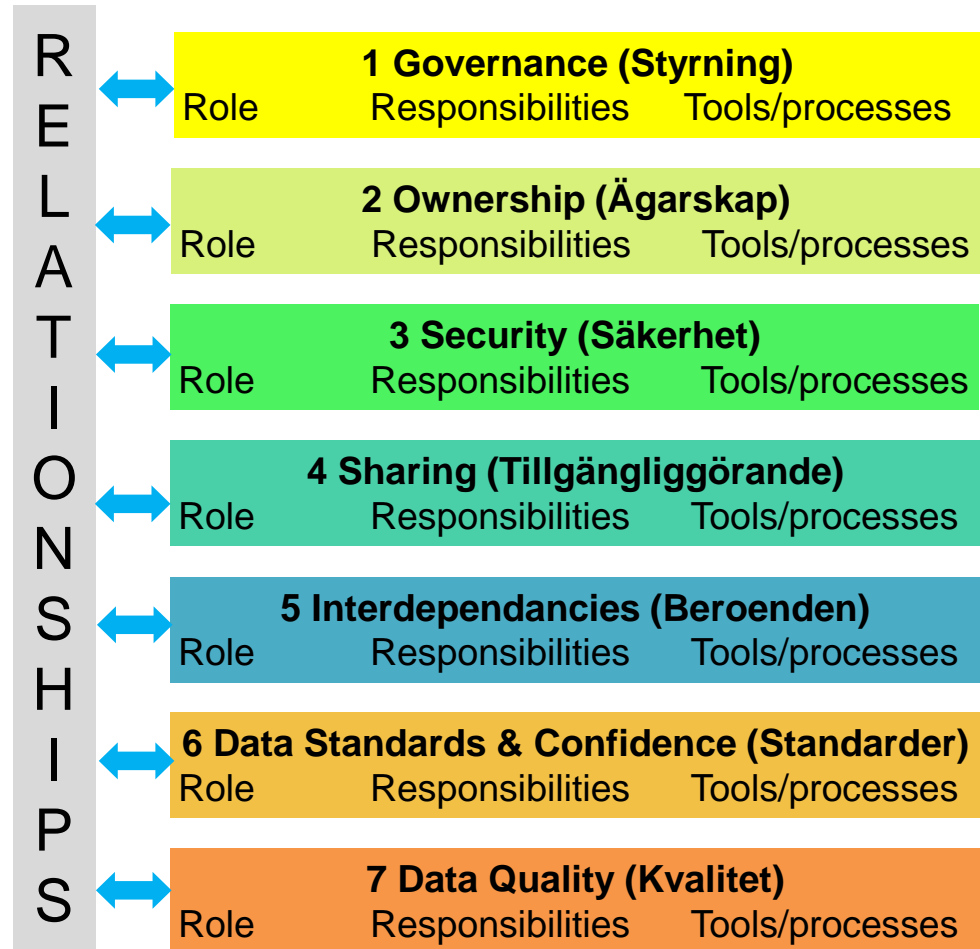 RELATIONSHIPS
1 Governance (Styrning)
Role Responsibilities Tools/processes
2 Ownership (Ägarskap)
Role Responsibilities Tools/processes
3 Security (Säkerhet)
Role Responsibilities Tools/processes
4 Sharing (Tillgängliggörande)
Role Responsibilities Tools/processes
5 Interdependancies (Beroenden)
Role Responsibilities Tools/processes
6 Data Standards & Confidence (Standarder)
Role Responsibilities Tools/processes
7 Data Quality (Kvalitet)
Role Responsibilities Tools/processes